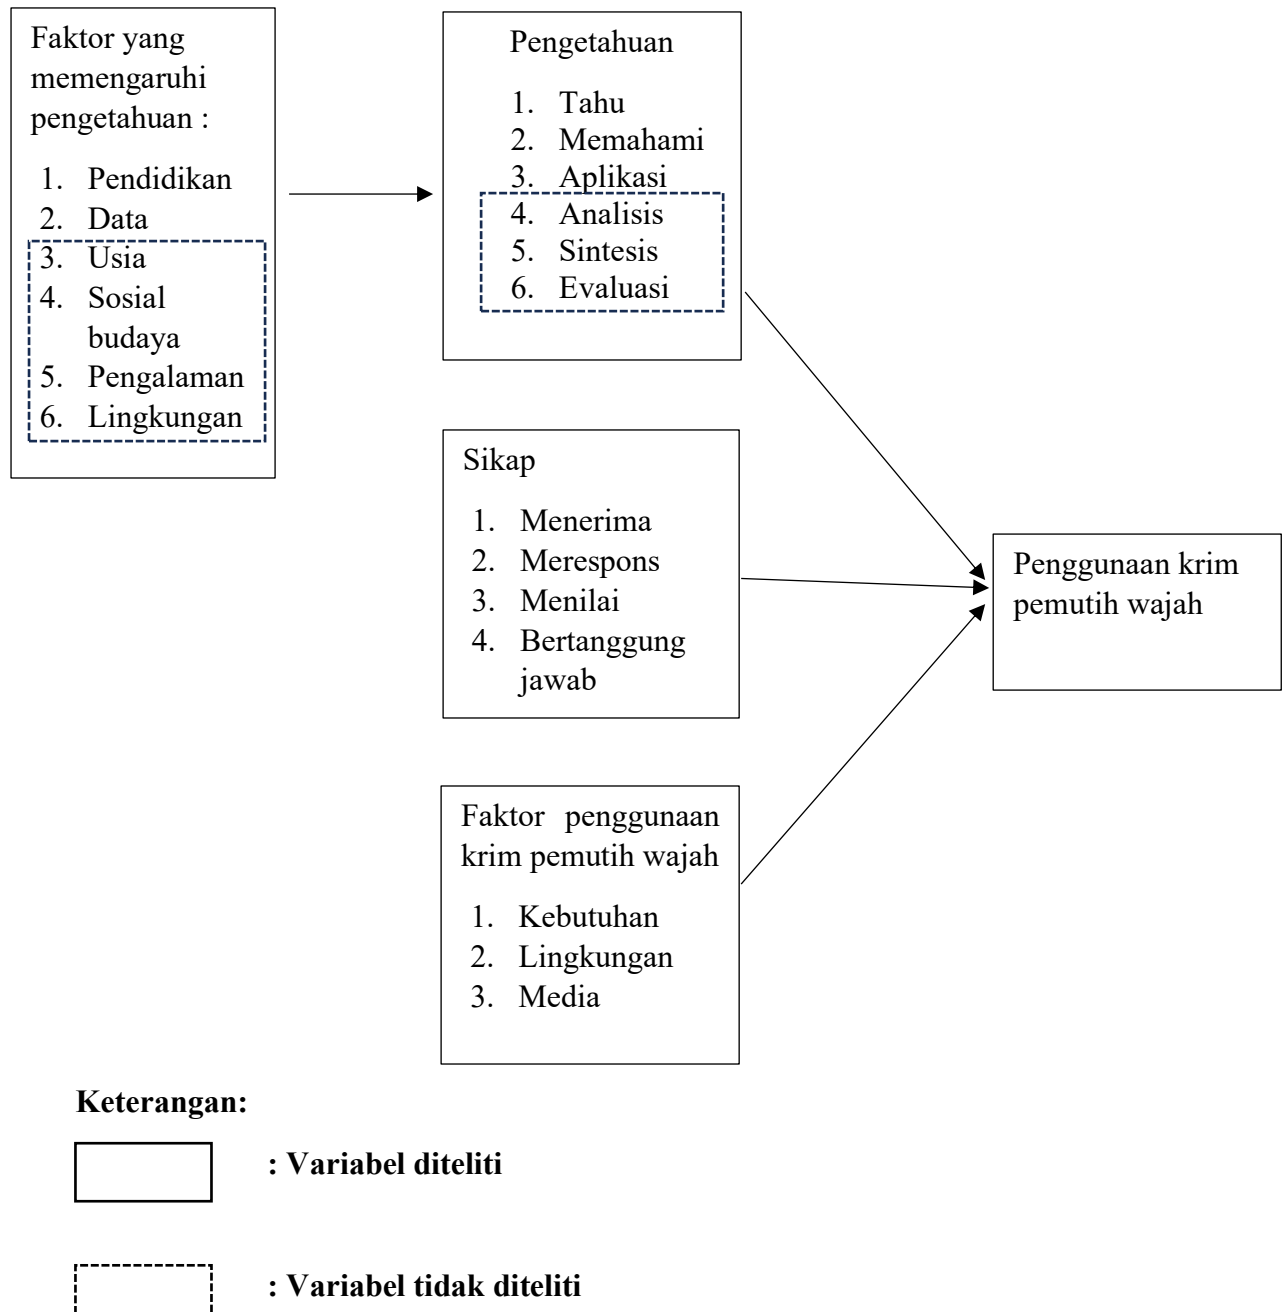 Faktor yang
memengaruhi
pengetahuan :
1. Pendidikan
2. Data
3. Usia
4. Sosial
budaya
5. Pengalaman
6. Lingkungan
Pengetahuan
1. Tahu
2. Memahami
3. Aplikasi
4. Analisis
5. Sintesis
6. Evaluasi
Sikap
1. Menerima
2. Merespons
3. Menilai
4. Bertanggung
jawab
Faktor penggunaan
krim pemutih wajah
1. Kebutuhan
2. Lingkungan
3. Media
Penggunaan krim
pemutih wajah
Keterangan:
: Variabel diteliti
: Variabel tidak diteliti